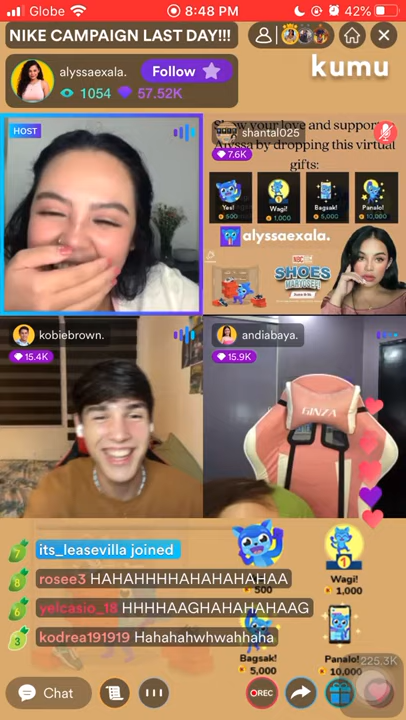 Globe
8:48 PM
42%
NIKE CAMPAIGN LAST DAY!!!
alyssaexala.
1054
57.52K
Follow
kumu
HOST
Show your love and support
shantal025
Alyssa by dropping this virtual
7.6K
gifts:
Yes!
500
Wagi!
1,000
Bagsak!
5,000
Panalo!
10,000
alyssaexala.
SHOES
kobiebrown.
15.4K
andiabaya.
15.9K
GINZA
its_leasevilla joined
rosee3 HAHAHHHHAHAHAHAHAA
500
Wagi!
1,000
yelcasio_18 HHHHAAGHAHAHAHAAG
kodrea191919 Hahahahwhwahhaha
Bagsak!
5,000
Panalo!
10,000
225.3K
Chat
REC